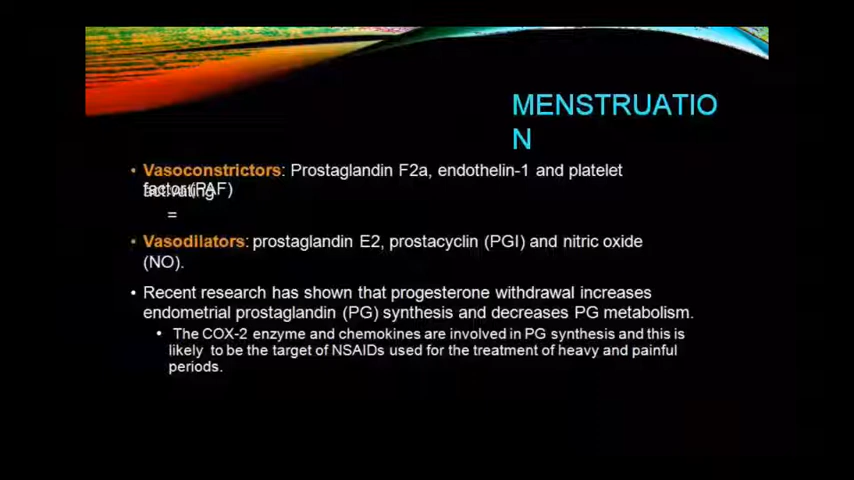 MENSTRUATIO
N
• Vasoconstrictors: Prostaglandin F2a, endothelin-1 and platelet
activating
factor (PAF)
=
• Vasodilators: prostaglandin E2, prostacyclin (PGI) and nitric oxide
(NO).
• Recent research has shown that progesterone withdrawal increases
endometrial prostaglandin (PG) synthesis and decreases PG metabolism.
• The COX-2 enzyme and chemokines are involved in PG synthesis and this is
likely to be the target of NSAIDs used for the treatment of heavy and painful
periods.